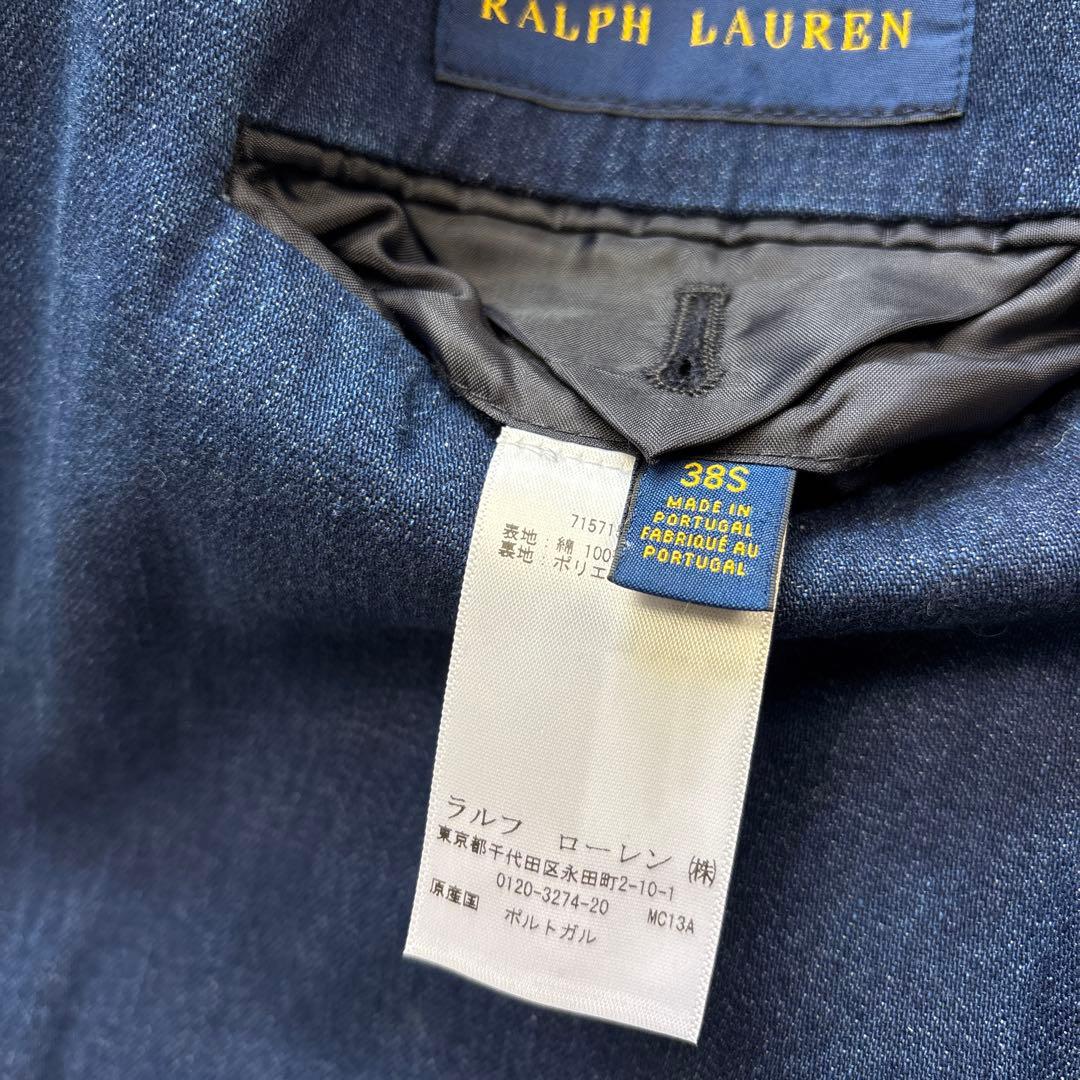 RALPH LAUREN
38S
MADE IN
PORTUGAL
FABRIQUÉ AU
PORTUGAL
71571
表地:綿 100
裏地:ポリエ
ラルフ ローレン ㈱
東京都千代田区永田町2-10-1
0120-3274-20 MC13A
原産国 ポルトガル